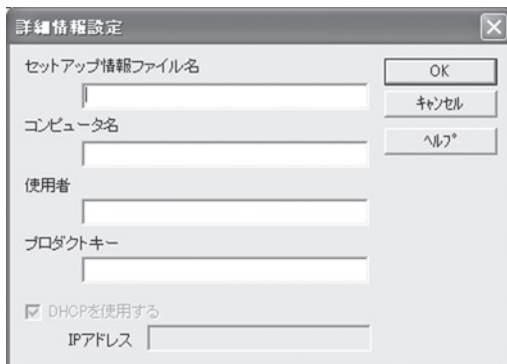 詳細情報設定
セットアップ情報ファイル名
OK
キャンセル
コンピュータ名
ヘルプ
使用者
プロダクトキー
DHCPを使用する
IPアドレス